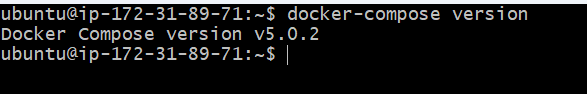 ubuntu@ip-172-31-89-71:~$ docker-compose version
Docker Compose version v5.0.2
ubuntu@ip-172-31-89-71:~$